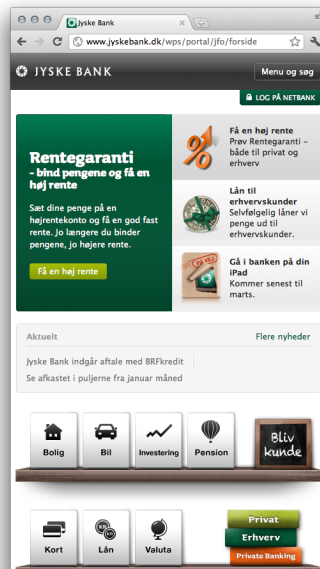 Jyske Bank
www.jyskebank.dk/wps/portal/jfo/forside
JYSKE BANK
Menu og søg
LOG PÅ NETBANK
Rentegaranti
- bind pengene og få en
høj rente
Sæt dine penge på en
højrentekonto og få en god fast
rente. Jo længere du binder
pengene, jo højere rente.
Få en høj rente
Få en høj rente
Prøv Rentegaranti -
både til privat og
erhverv
Lån til
erhvervskunder
Selvfølgelig låner vi
penge ud til
erhvervskunder.
Gå i banken på din
iPad
Kommer senest til
marts.
Aktuelt
Flere nyheder
Jyske Bank indgår aftale med BRFkredit
Se afkastet i puljerne fra januar måned
Bolig
Bil
Investering
Pension
Bliv
kunde
Kort
Lån
Valuta
Privat
Erhverv
Private Banking